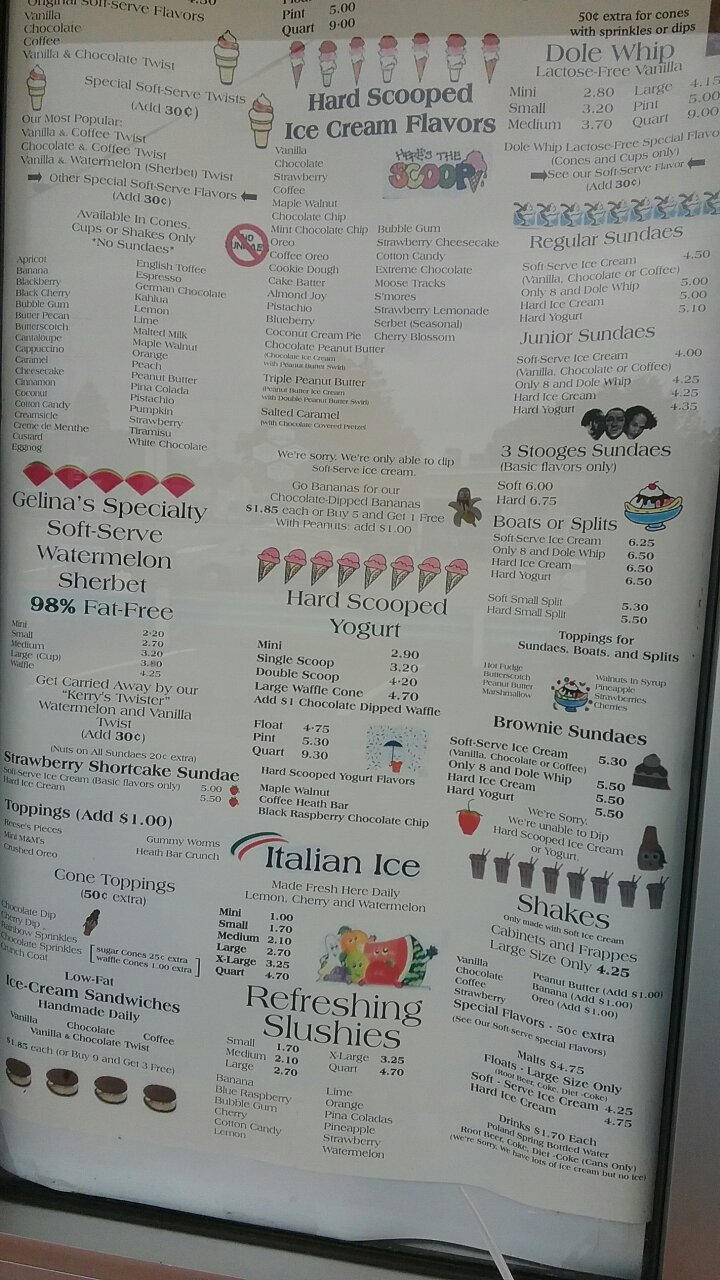 Original Soft-Serve Flavors
Vanilla
Chocolate
Coffee
Vanilla & Chocolate Twist
Special Soft-Serve Twists
(Add 30¢)
Our Most Popular:
Vanilla & Coffee Twist
Chocolate & Coffee Twist
Vanilla & Watermelon (Sherbet) Twist
Other Special Soft-Serve Flavors
(Add 30¢)
Available In Cones,
Cups or Shakes Only
*No Sundaes*
NO SUNDAES
Apricot
Banana
Blackberry
Black Cherry
Bubble Gum
Butter Pecan
Butterscotch
Cantaloupe
Cappuccino
Caramel
Cheesecake
Cinnamon
Coconut
Cotton Candy
Creamsicle
Creme de Menthe
Custard
Eggnog
English Toffee
Espresso
German Chocolate
Kahlua
Lemon
Lime
Malted Milk
Maple Walnut
Orange
Peach
Peanut Butter
Pina Colada
Pistachio
Pumpkin
Strawberry
Tiramisu
White Chocolate
Gelina's Specialty
Soft-Serve
Watermelon
Sherbet
98% Fat-Free
Mini 2.20
Small 2.70
Medium 3.20
Large (Cup) 3.80
Waffle 4.25
Get Carried Away by our
"Kerry's Twister"
Watermelon and Vanilla
Twist
(Add 30¢)
(Nuts on All Sundaes 20¢ extra)
Strawberry Shortcake Sundae
Soft-Serve Ice Cream (Basic flavors only) 5.00
Hard Ice Cream 5.50
Toppings (Add $1.00)
Reese's Pieces
Mini M&M's
Crushed Oreo
Gummy Worms
Heath Bar Crunch
Cone Toppings
(50¢ extra)
Chocolate Dip
Cherry Dip
Rainbow Sprinkles
Chocolate Sprinkles
Crunch Coat
sugar Cones 25¢ extra
waffle Cones 1.00 extra
Low-Fat
Ice-Cream Sandwiches
Handmade Daily
Vanilla Chocolate Coffee
Vanilla & Chocolate Twist
$1.85 each (or Buy 9 and Get 3 Free)
Pint 5.00
Quart 9.00
Hard Scooped
Ice Cream Flavors
HERE'S THE
SCOOP
Vanilla
Chocolate
Strawberry
Coffee
Maple Walnut
Chocolate Chip
Mint Chocolate Chip
Oreo
Coffee Oreo
Cookie Dough
Cake Batter
Almond Joy
Pistachio
Blueberry
Coconut Cream Pie
Chocolate Peanut Butter
(Chocolate Ice Cream
with Peanut Butter Swirl)
Triple Peanut Butter
(Peanut Butter Ice Cream
with Double Peanut Butter Swirl)
Salted Caramel
(with Chocolate Covered Pretzel
Bubble Gum
Strawberry Cheesecake
Cotton Candy
Extreme Chocolate
Moose Tracks
S'mores
Strawberry Lemonade
Serbet (Seasonal)
Cherry Blossom
We're sorry. We're only able to dip
Soft-Serve ice cream.
Go Bananas for our
Chocolate-Dipped Bananas
$1.85 each or Buy 5 and Get 1 Free
With Peanuts: add $1.00
Hard Scooped
Yogurt
Mini 2.90
Single Scoop 3.20
Double Scoop 4.20
Large Waffle Cone 4.70
Add $1 Chocolate Dipped Waffle
Float 4.75
Pint 5.30
Quart 9.30
Hard Scooped Yogurt Flavors
Maple Walnut
Coffee Heath Bar
Black Raspberry Chocolate Chip
Italian Ice
Made Fresh Here Daily
Lemon, Cherry and Watermelon
Mini 1.00
Small 1.70
Medium 2.10
Large 2.70
X-Large 3.25
Quart 4.70
Refreshing
Slushies
Small 1.70
Medium 2.10
Large 2.70
X-Large 3.25
Quart 4.70
Banana
Blue Raspberry
Bubble Gum
Cherry
Cotton Candy
Lemon
Lime
Orange
Pina Coladas
Pineapple
Strawberry
Watermelon
50¢ extra for cones
with sprinkles or dips
Dole Whip
Lactose-Free Vanilla
Mini 2.80 Large 4.15
Small 3.20 Pint 5.00
Medium 3.70 Quart 9.00
Dole Whip Lactose-Free Special Flavo
(Cones and Cups only)
See our Soft-Serve Flavor
(Add 30¢)
Regular Sundaes
Soft-Serve Ice Cream 4.50
(Vanilla, Chocolate or Coffee)
Only 8 and Dole Whip 5.00
Hard Ice Cream 5.00
Hard Yogurt 5.10
Junior Sundaes
Soft-Serve Ice Cream 4.00
(Vanilla, Chocolate or Coffee)
Only 8 and Dole Whip 4.25
Hard Ice Cream 4.25
Hard Yogurt 4.35
3 Stooges Sundaes
(Basic flavors only)
Soft 6.00
Hard 6.75
Boats or Splits
Soft-Serve Ice Cream 6.25
Only 8 and Dole Whip 6.50
Hard Ice Cream 6.50
Hard Yogurt 6.50
Soft Small Split 5.30
Hard Small Split 5.50
Toppings for
Sundaes, Boats, and Splits
Hot Fudge
Butterscotch
Peanut Butter
Marshmallow
Walnuts In Syrup
Pineapple
Strawberries
Cherries
Brownie Sundaes
Soft-Serve Ice Cream 5.30
(Vanilla, Chocolate or Coffee)
Only 8 and Dole Whip 5.50
Hard Ice Cream 5.50
Hard Yogurt 5.50
We're Sorry.
We're unable to Dip
Hard Scooped Ice Cream
or Yogurt.
Shakes
Only made with Soft Ice Cream
Cabinets and Frappes
Large Size Only 4.25
Vanilla
Chocolate
Coffee
Strawberry
Peanut Butter (Add $1.00)
Banana (Add $1.00)
Oreo (Add $1.00)
Special Flavors - 50¢ extra
(See Our Soft-serve special Flavors)
Malts $4.75
Floats - Large Size Only
(Root Beer, Coke, Diet -Coke)
Soft - Serve Ice Cream 4.25
Hard Ice Cream 4.75
Drinks $1.70 Each
Poland Spring Bottled Water
Root Beer, Coke, Diet -Coke (Cans Only)
(We're Sorry, We have lots of ice cream but no ice)